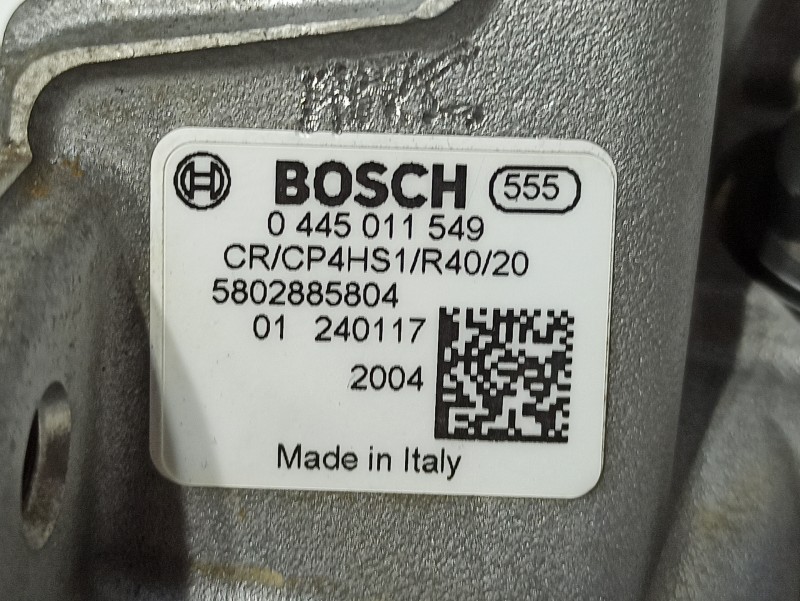 BOSCH 555
0 445 011 549
CR/CP4HS1/R40/20
5802885804
01 240117
2004
Made in Italy